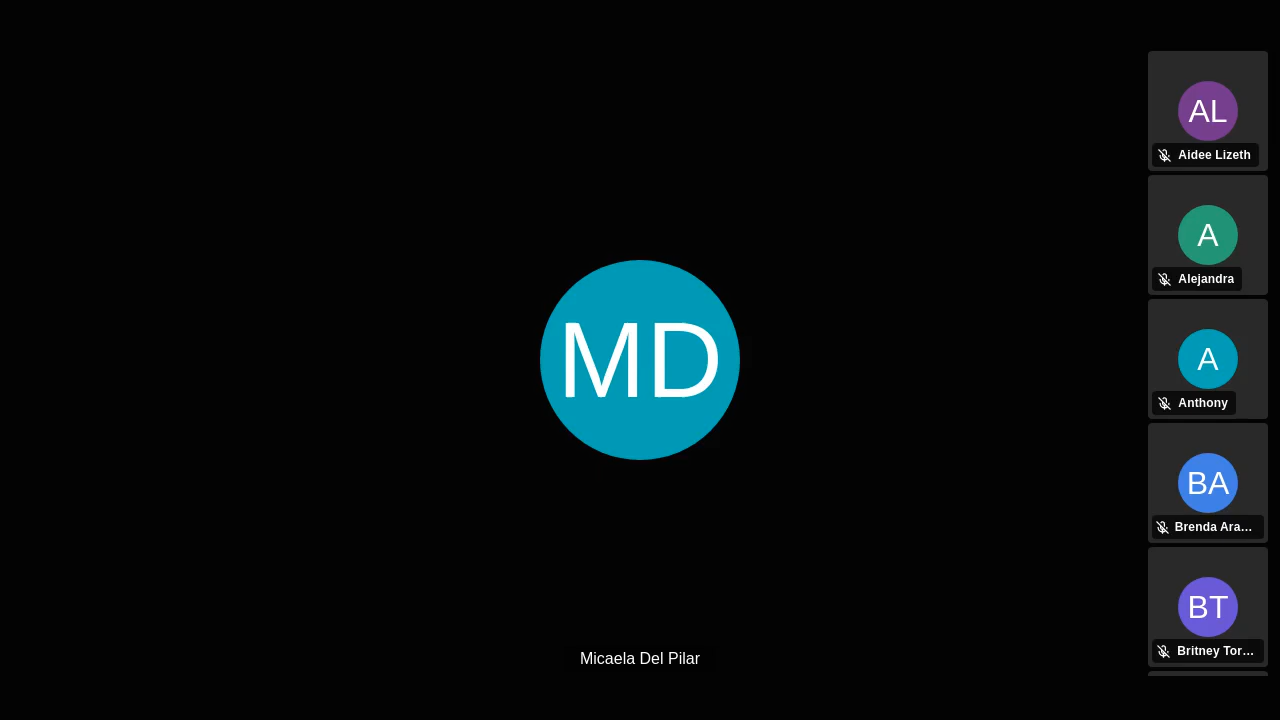 MD
Micaela Del Pilar
AL
Aidee Lizeth
A
Alejandra
A
Anthony
BA
Brenda Ara...
BT
Britney Tor...